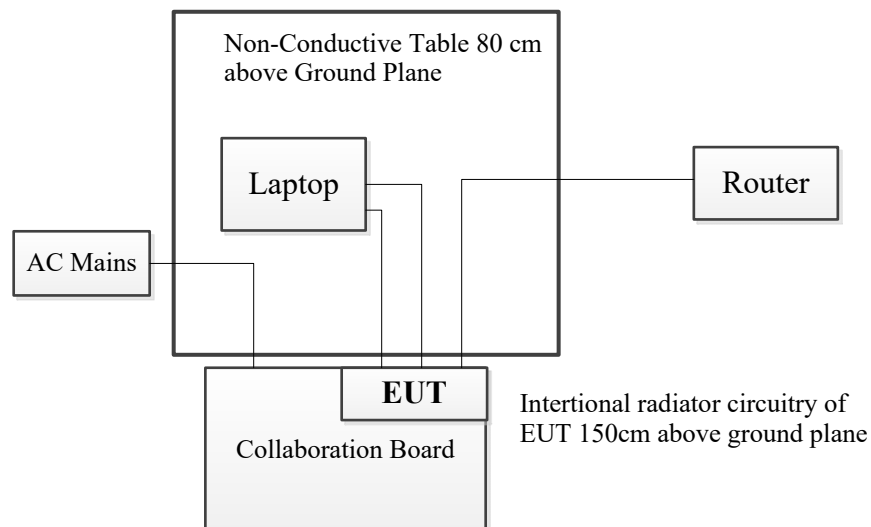 Non-Conductive Table 80 cm
above Ground Plane
Laptop
Router
AC Mains
EUT
Intertional radiator circuitry of
EUT 150cm above ground plane
Collaboration Board